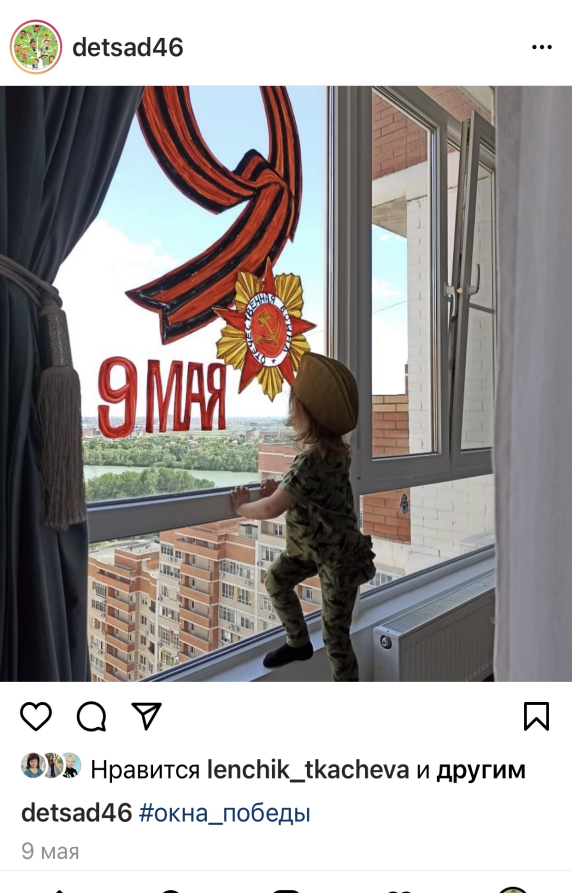 detsad46
ОТЕЧЕСТВЕННАЯ ВОЙНА
9 МАЯ
Нравится lenchik_tkacheva и другим
detsad46 #окна_победы
9 мая